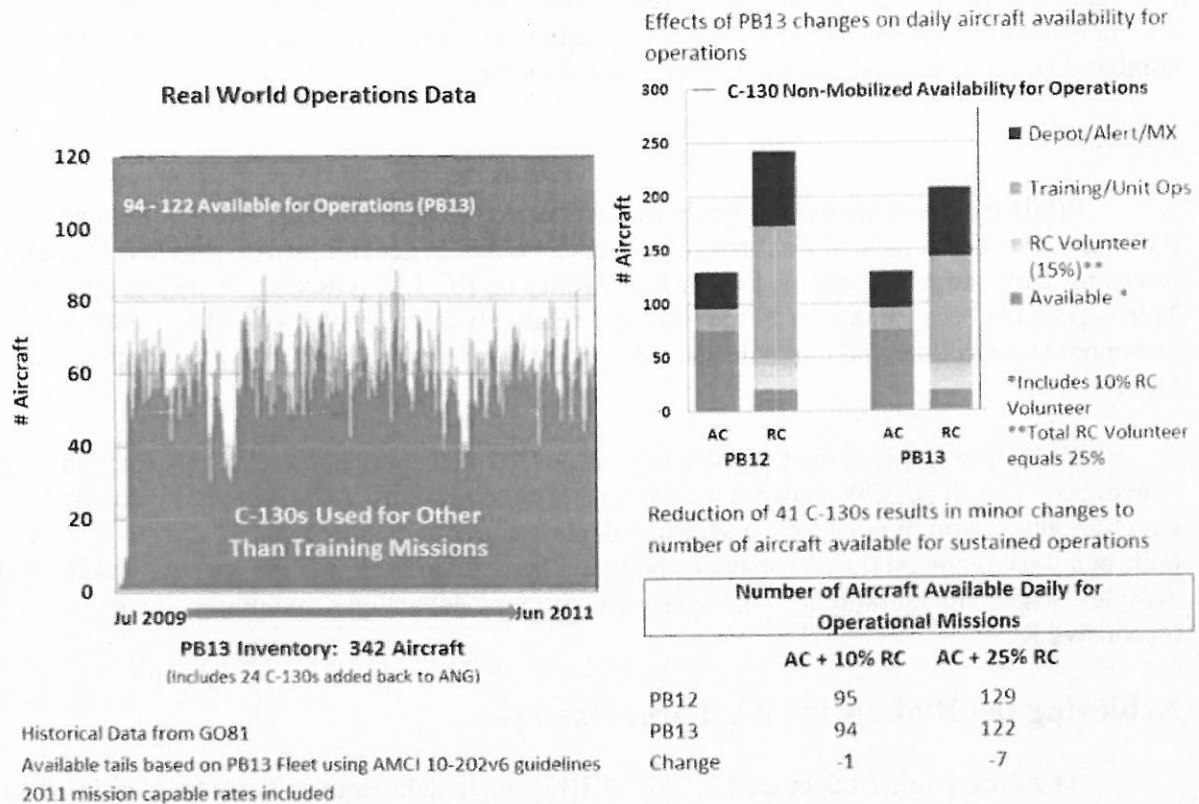 Effects of PB13 changes on daily aircraft availability for
operations
Real World Operations Data
# Aircraft
120
100
80
60
40
20
0
94 - 122 Available for Operations (PB13)
C-130s Used for Other
Than Training Missions
Jul 2009
Jun 2011
PB13 Inventory: 342 Aircraft
(Includes 24 C-130s added back to ANG)
Historical Data from GO81
Available tails based on PB13 Fleet using AMCI 10-202v6 guidelines
2011 mission capable rates included
C-130 Non-Mobilized Availability for Operations
# Aircraft
300
250
200
150
100
50
0
AC RC AC RC
PB12 PB13
Depot/Alert/MX
Training/Unit Ops
RC Volunteer
(15%)**
Available *
*Includes 10% RC
Volunteer
**Total RC Volunteer
equals 25%
Reduction of 41 C-130s results in minor changes to
number of aircraft available for sustained operations
Number of Aircraft Available Daily for
Operational Missions
AC + 10% RC AC + 25% RC
PB12 95 129
PB13 94 122
Change -1 -7